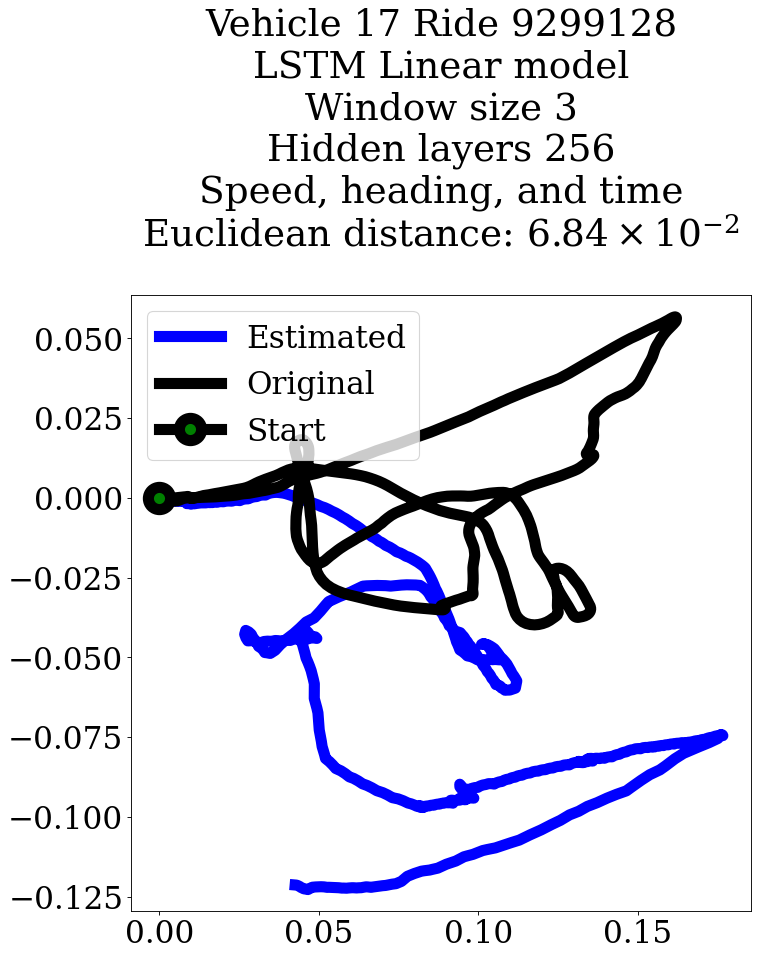 Vehicle 17 Ride 9299128
LSTM Linear model
Window size 3
Hidden layers 256
Speed, heading, and time
Euclidean distance: 6.84 × 10⁻²
Estimated
Original
Start
0.050
0.025
0.000
−0.025
−0.050
−0.075
−0.100
−0.125
0.00 0.05 0.10 0.15